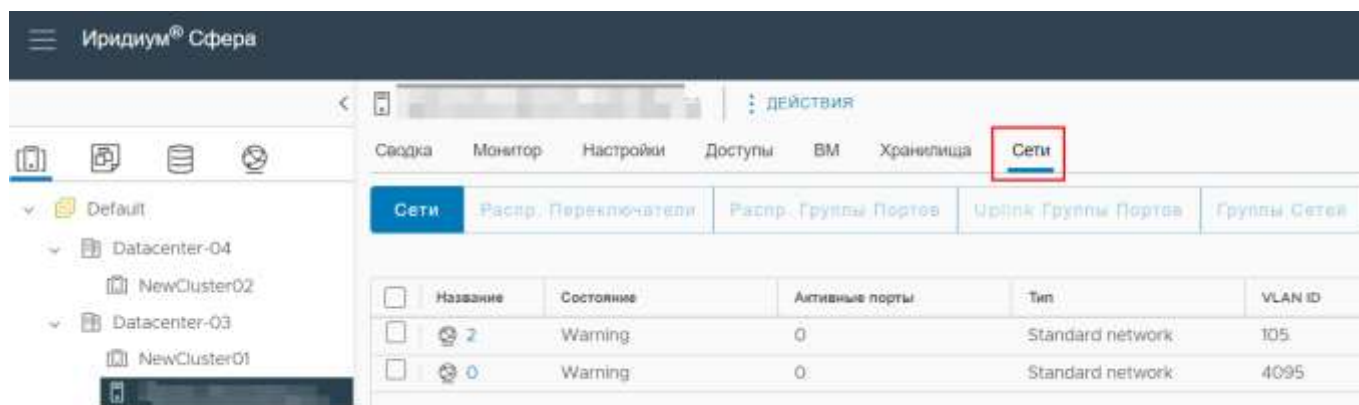 Иридиум® Сфера
< ⋮ ДЕЙСТВИЯ
Сводка Монитор Настройки Доступы ВМ Хранилища Сети
Сети Распр. Переключатели Распр. Группы Портов Uplink Группы Портов Группы Сетей
Default
Datacenter-04
NewCluster02
Datacenter-03
NewCluster01
Название Состояние Активные порты Тип VLAN ID
2 Warning 0 Standard network 105
0 Warning 0 Standard network 4095